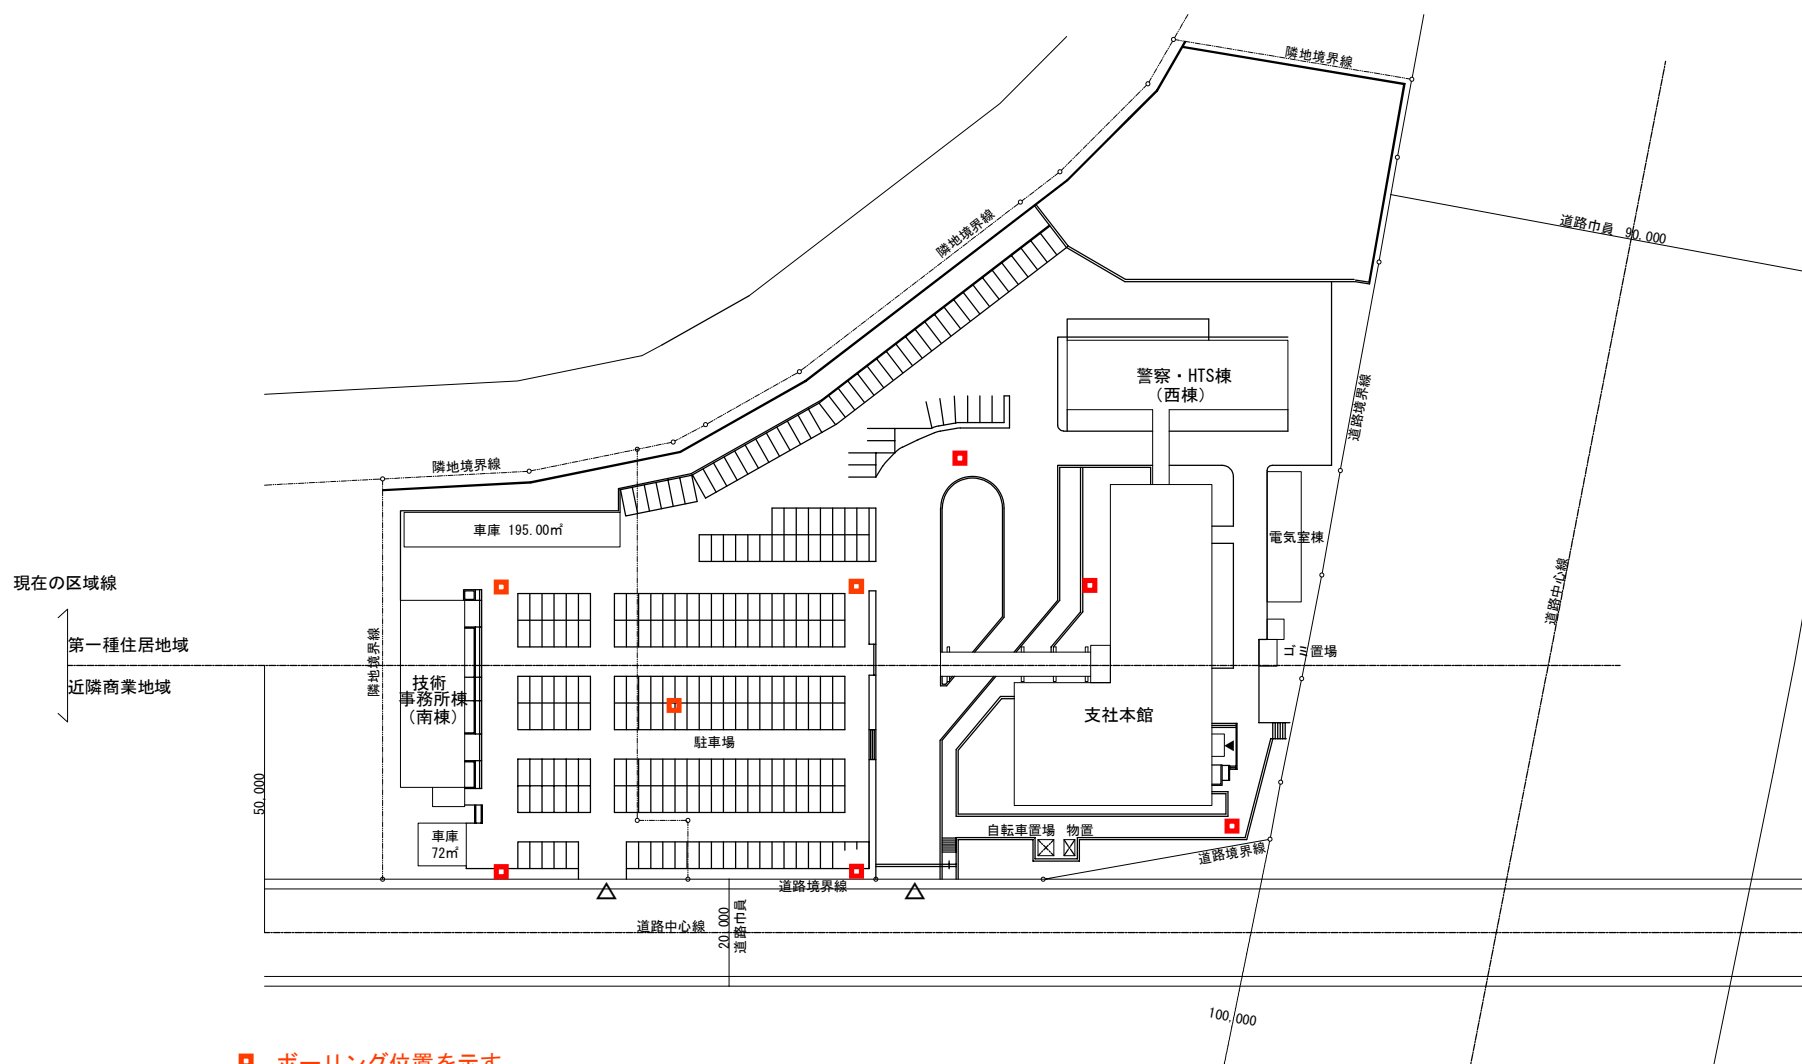 隣地境界線
道路巾員 90,000
隣地境界線
警察・HTS棟
(西棟)
道路境界線
隣地境界線
車庫 195.00㎡
電気室棟
現在の区域線
道路中心線
第一種住居地域
隣地境界線
ゴミ置場
近隣商業地域
技術
事務所棟
(南棟)
支社本館
駐車場
50,000
車庫
72㎡
自転車置場 物置
道路境界線
道路境界線
道路中心線
20,000
道路巾員
100,000
ボーリング位置を示す